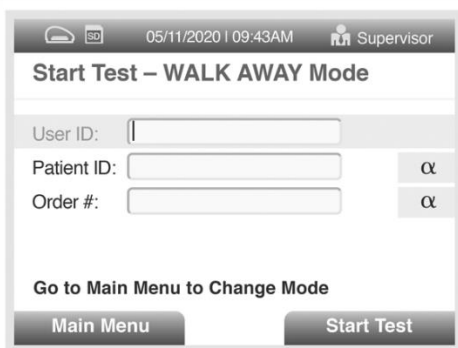 SD 05/11/2020 | 09:43AM Supervisor
Start Test – WALK AWAY Mode
User ID:
Patient ID: α
Order #: α
Go to Main Menu to Change Mode
Main Menu Start Test